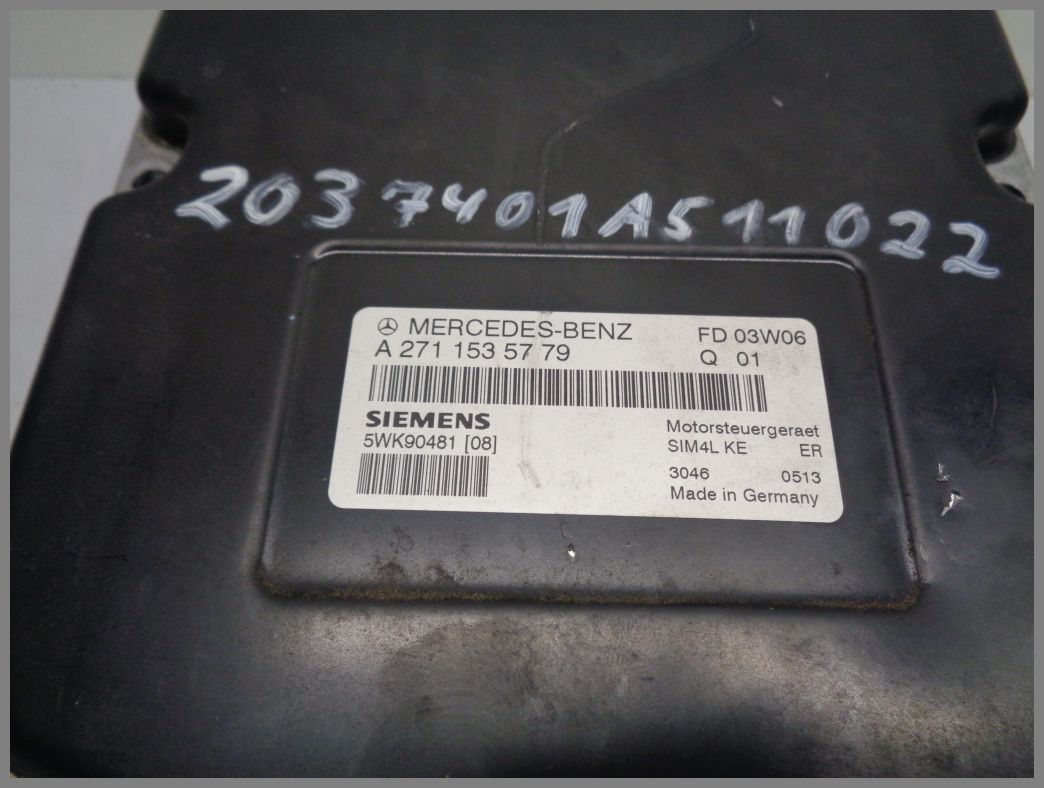 2037401A511022
MERCEDES-BENZ
A 271 153 57 79
FD 03W06
Q 01
SIEMENS
5WK90481 [08]
Motorsteuergeraet
SIM4L KE ER
3046 0513
Made in Germany